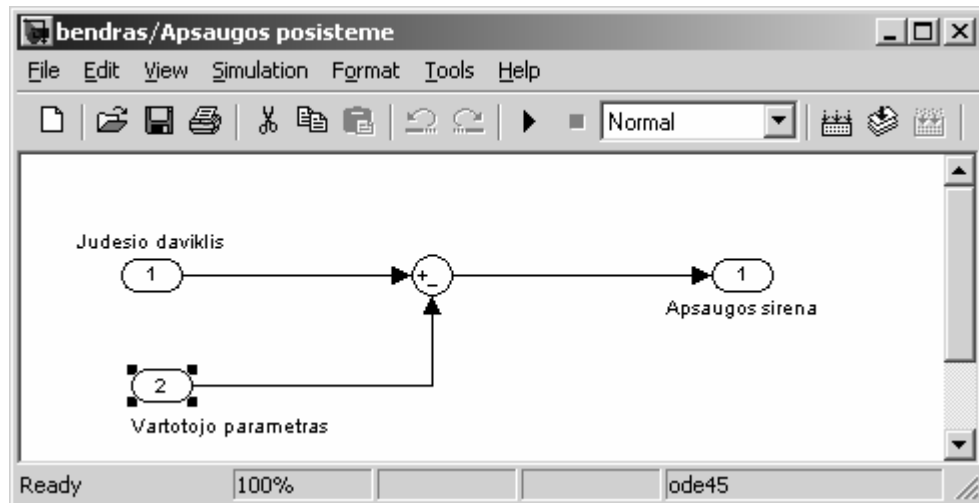 bendras/Apsaugos posisteme
File Edit View Simulation Format Tools Help
Normal
Judesio daviklis
1
+
−
1
Apsaugos sirena
2
Vartotojo parametras
Ready 100% ode45